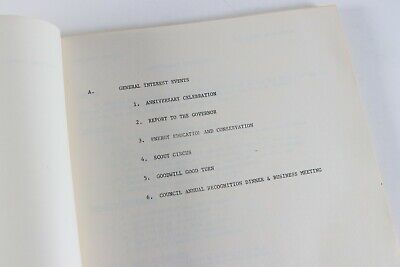 A. GENERAL INTEREST EVENTS
1. ANNIVERSARY CELEBRATION
2. REPORT TO THE GOVERNOR
3. ENERGY EDUCATION AND CONSERVATION
4. SCOUT CIRCUS
5. GOODWILL GOOD TURN
6. COUNCIL ANNUAL RECOGNITION DINNER & BUSINESS MEETING